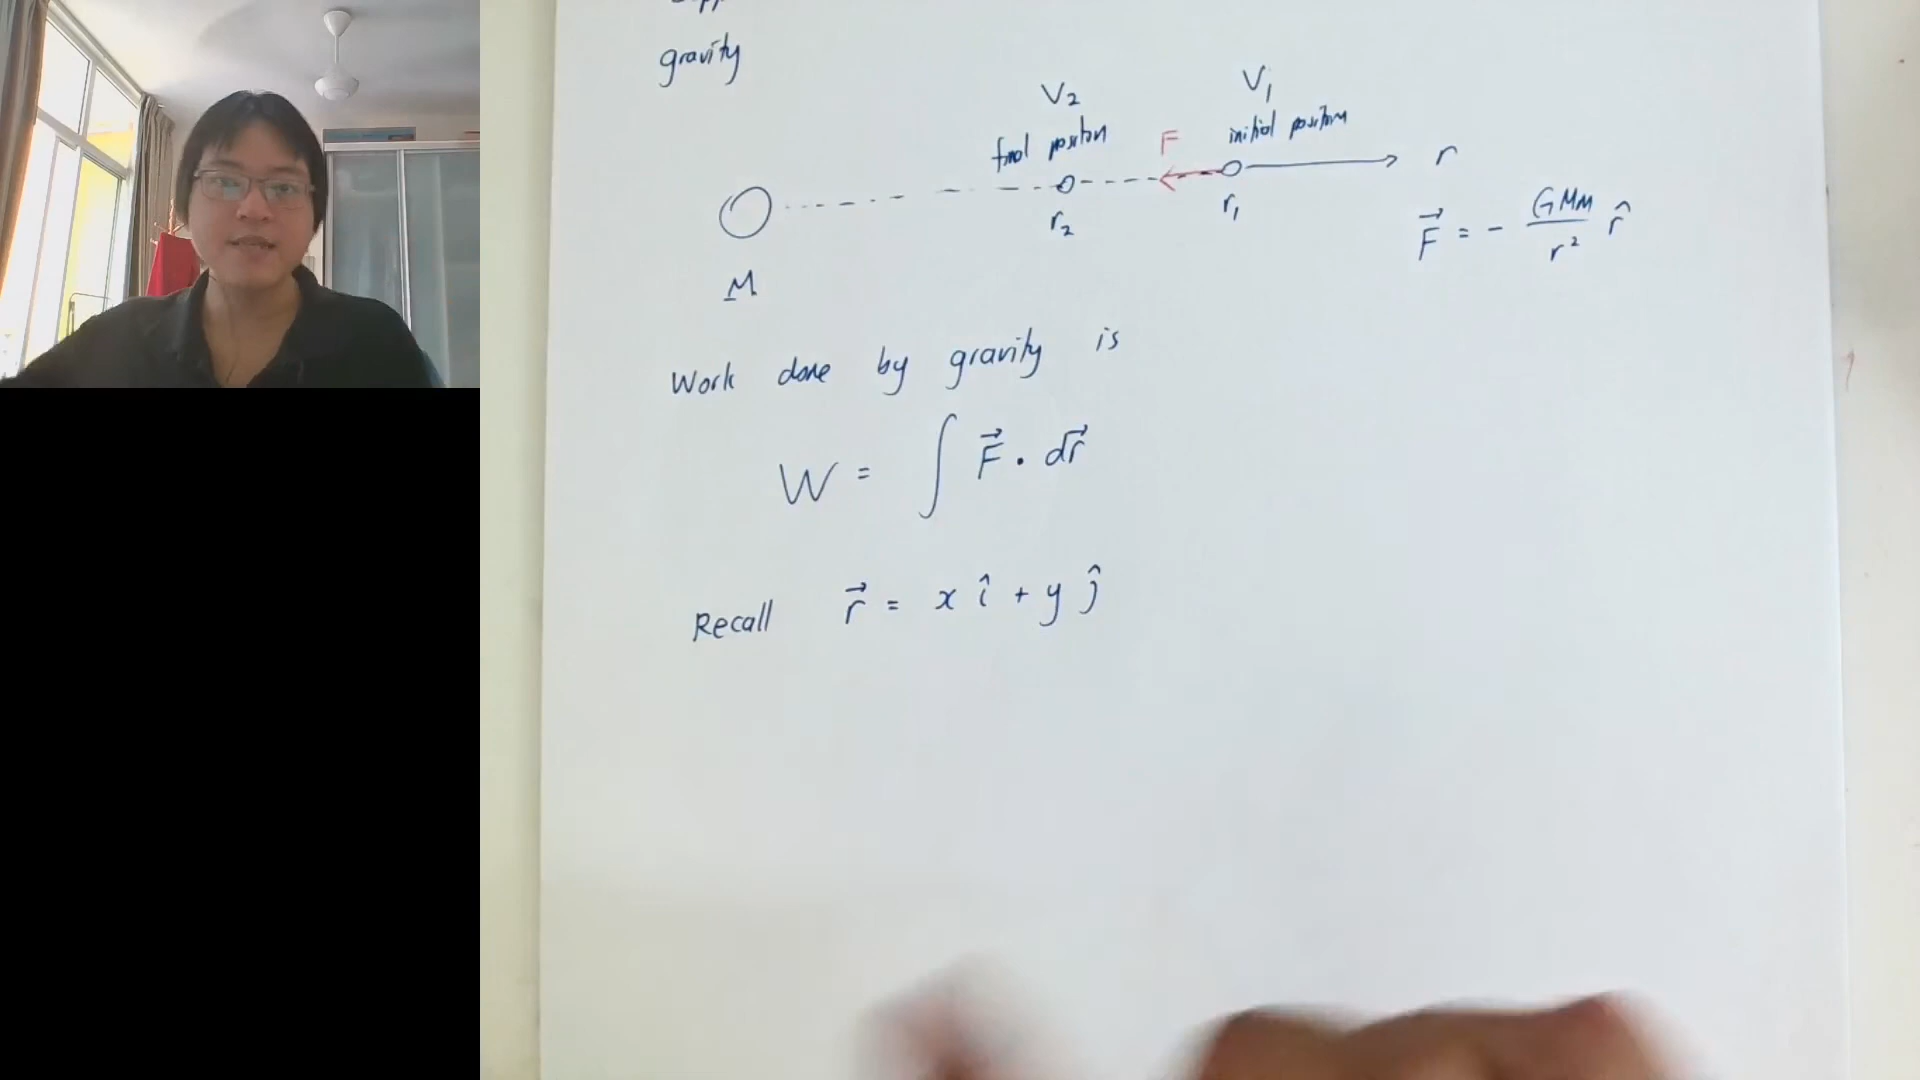 gravity
V₂ V₁
final position F initial position
r
r₂ r₁
F⃗ = - GMm/r² r̂
M
Work done by gravity is
W = ∫ F⃗ · dr⃗
Recall r⃗ = x î + y ĵ